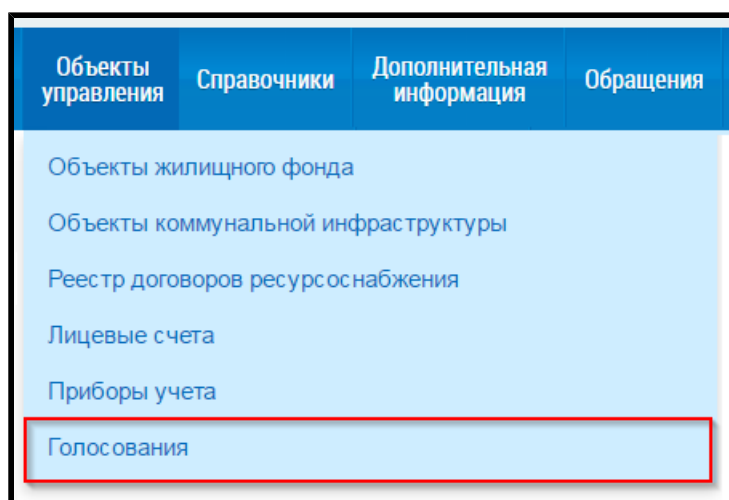 Объекты
управления
Справочники
Дополнительная
информация
Обращения
Объекты жилищного фонда
Объекты коммунальной инфраструктуры
Реестр договоров ресурсоснабжения
Лицевые счета
Приборы учета
Голосования